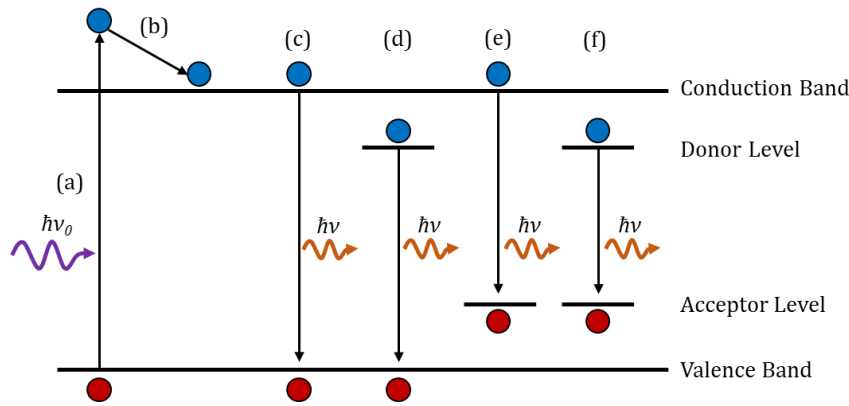 (b)
(c)
(d)
(e)
(f)
Conduction Band
Donor Level
(a)
ℏν₀
ℏν
ℏν
ℏν
ℏν
Acceptor Level
Valence Band